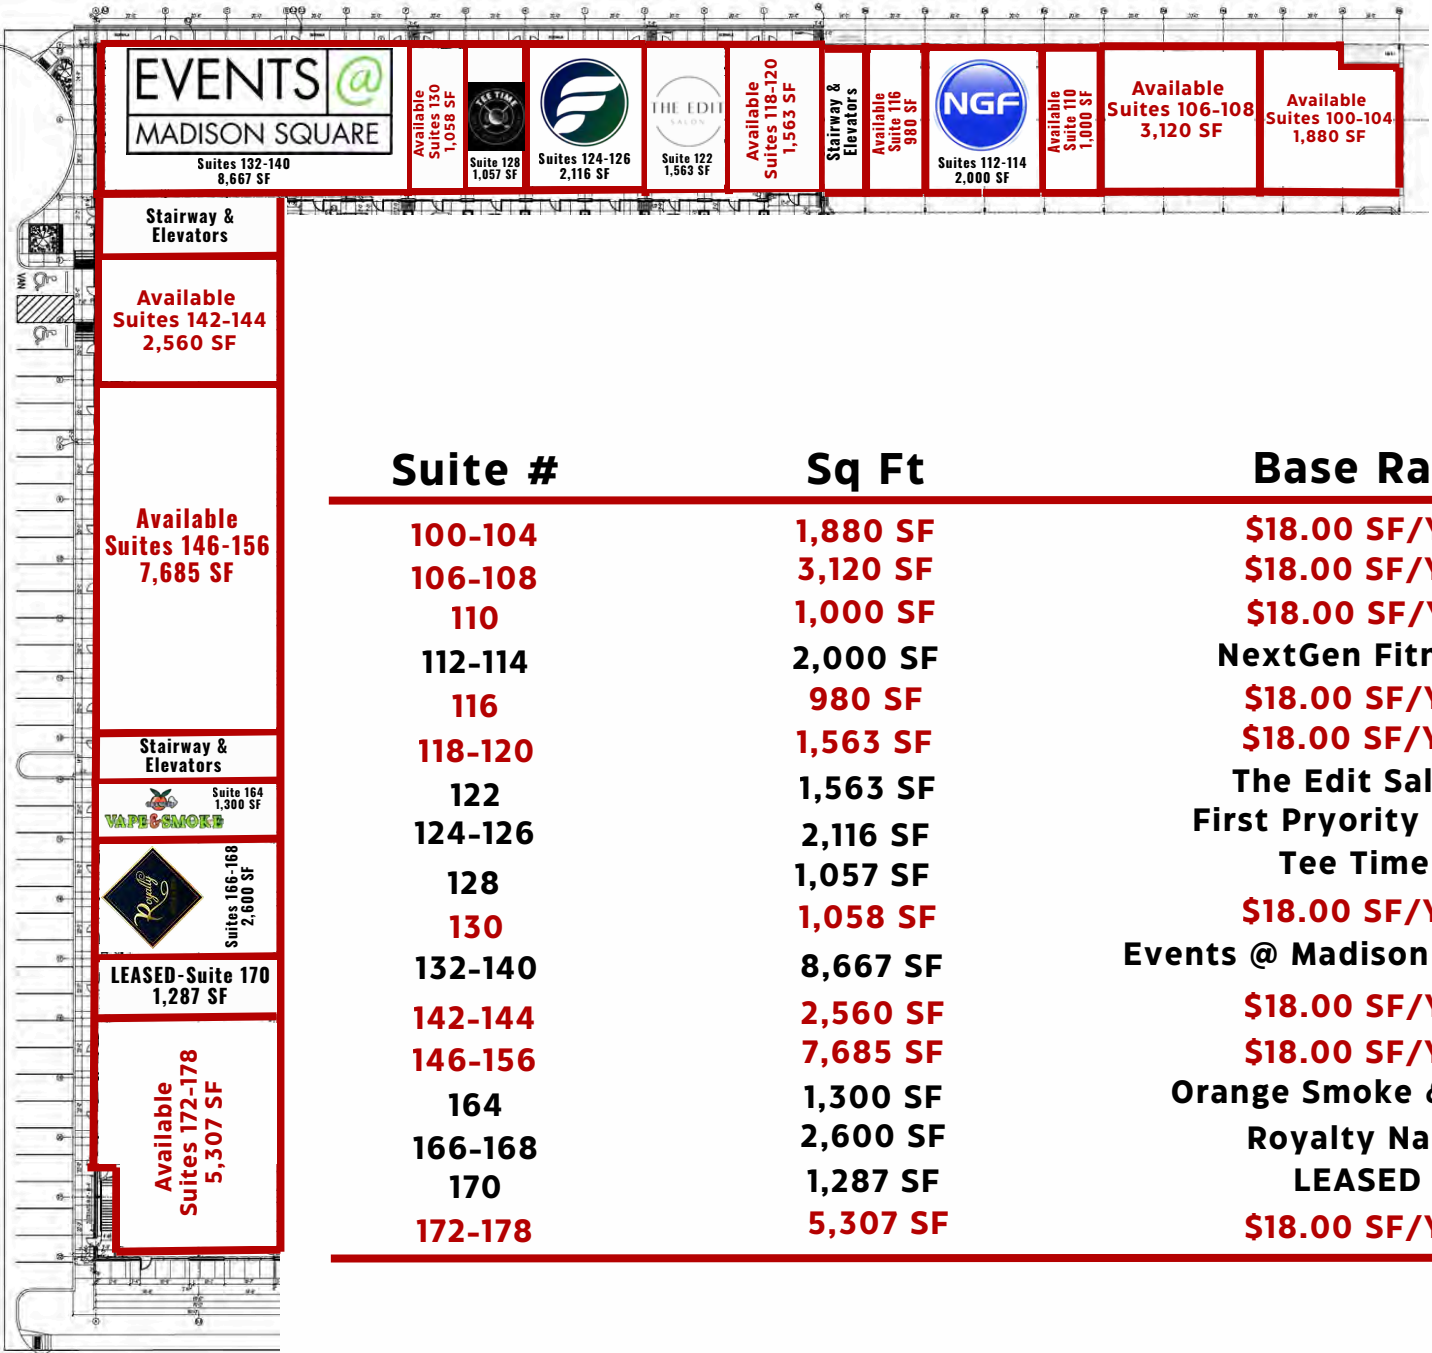 EVENTS @
MADISON SQUARE
Suites 132-140
8,667 SF
Available
Suites 130
1,058 SF
TEE TIME
Suite 128
1,057 SF
Suites 124-126
2,116 SF
THE EDIT
SALON
Suite 122
1,563 SF
Available
Suites 118-120
1,563 SF
Stairway &
Elevators
Available
Suite 116
980 SF
NGF
Suites 112-114
2,000 SF
Available
Suite 110
1,000 SF
Available
Suites 106-108
3,120 SF
Available
Suites 100-104
1,880 SF
Stairway &
Elevators
VAN
Available
Suites 142-144
2,560 SF
Available
Suites 146-156
7,685 SF
Stairway &
Elevators
Suite 164
1,300 SF
VAPE&SMOKE
Royalty
Suites 166-168
2,600 SF
LEASED-Suite 170
1,287 SF
Available
Suites 172-178
5,307 SF
Suite # Sq Ft Base Ra
100-104 1,880 SF $18.00 SF/Y
106-108 3,120 SF $18.00 SF/Y
110 1,000 SF $18.00 SF/Y
112-114 2,000 SF NextGen Fitn
116 980 SF $18.00 SF/Y
118-120 1,563 SF $18.00 SF/Y
122 1,563 SF The Edit Sal
124-126 2,116 SF First Pryority
128 1,057 SF Tee Time
130 1,058 SF $18.00 SF/Y
132-140 8,667 SF Events @ Madison
142-144 2,560 SF $18.00 SF/Y
146-156 7,685 SF $18.00 SF/Y
164 1,300 SF Orange Smoke &
166-168 2,600 SF Royalty Na
170 1,287 SF LEASED
172-178 5,307 SF $18.00 SF/Y